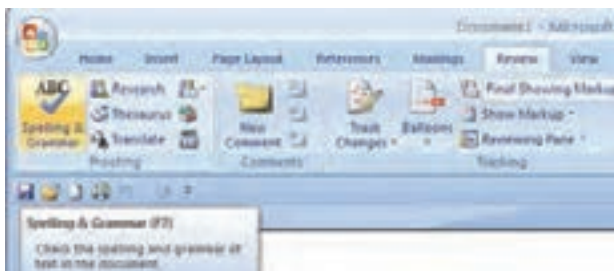 Document1 - Microsoft
Home Insert Page Layout References Mailings Review View
ABC Research Final Showing Markup
Thesaurus Show Markup
Spelling & Grammar Translate New Comment Track Changes Balloons Reviewing Pane
Proofing Comments Tracking
Spelling & Grammar (F7)
Check the spelling and grammar of
text in the document.